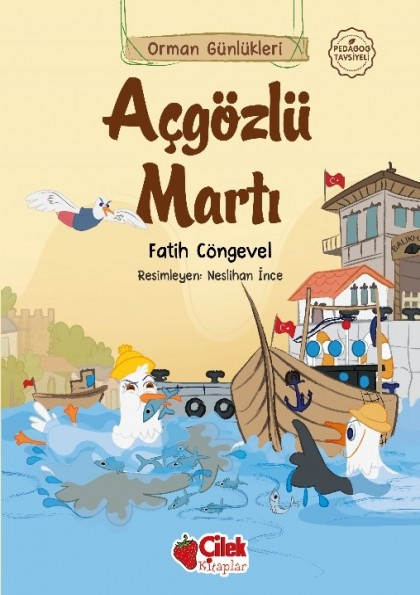 Orman Günlükleri
PEDAGOG
TAVSİYELİ
Açgözlü
Martı
Fatih Cöngevel
Resimleyen: Neslihan İnce
Çilek
Kitaplar